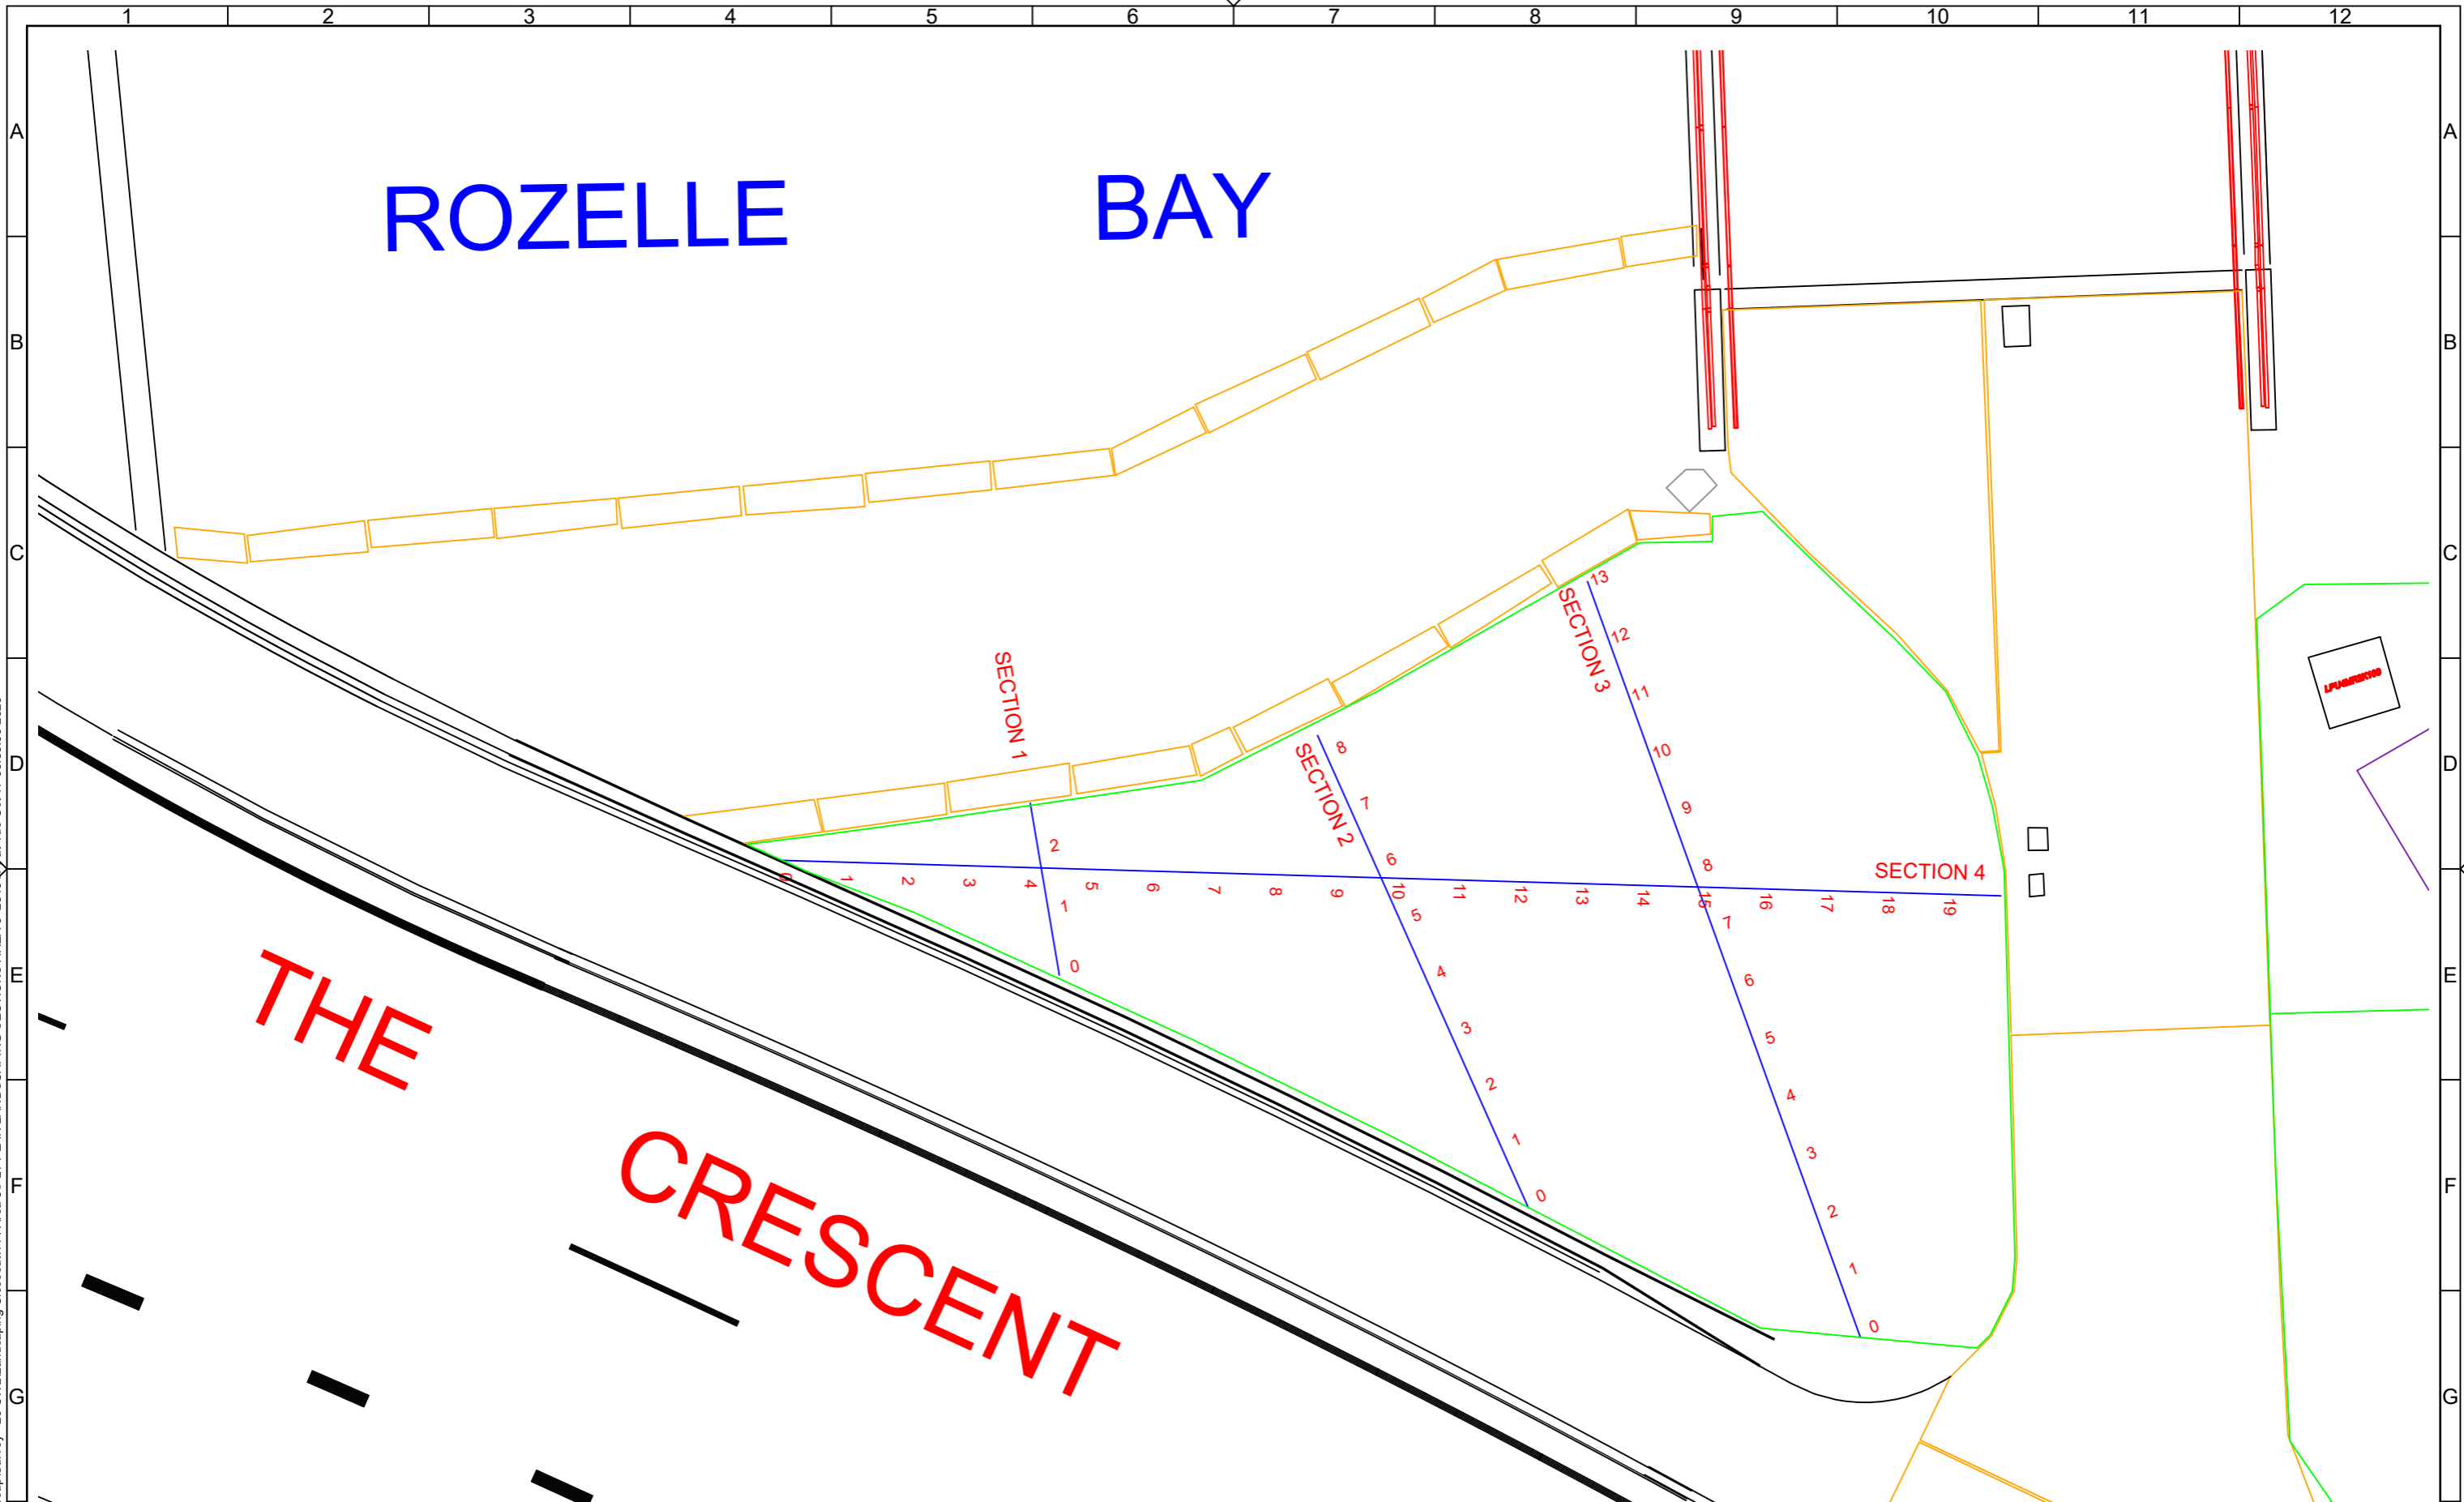 1 2 3 4 5 6 7 8 9 10 11 12
A A
ROZELLE BAY
B B
C C
13
SECTION 3
12
SECTION 1
11
D D
8
10
SECTION 2
7
9
2
6
8
SECTION 4
0 1 2 3 4 5 6 7 8 9 10 11 12 13 14 15 16 17 18 19
1
5
7
0
4
6
E E
THE
3
5
2
4
1
3
CRESCENT
F F
0
2
1
0
G G